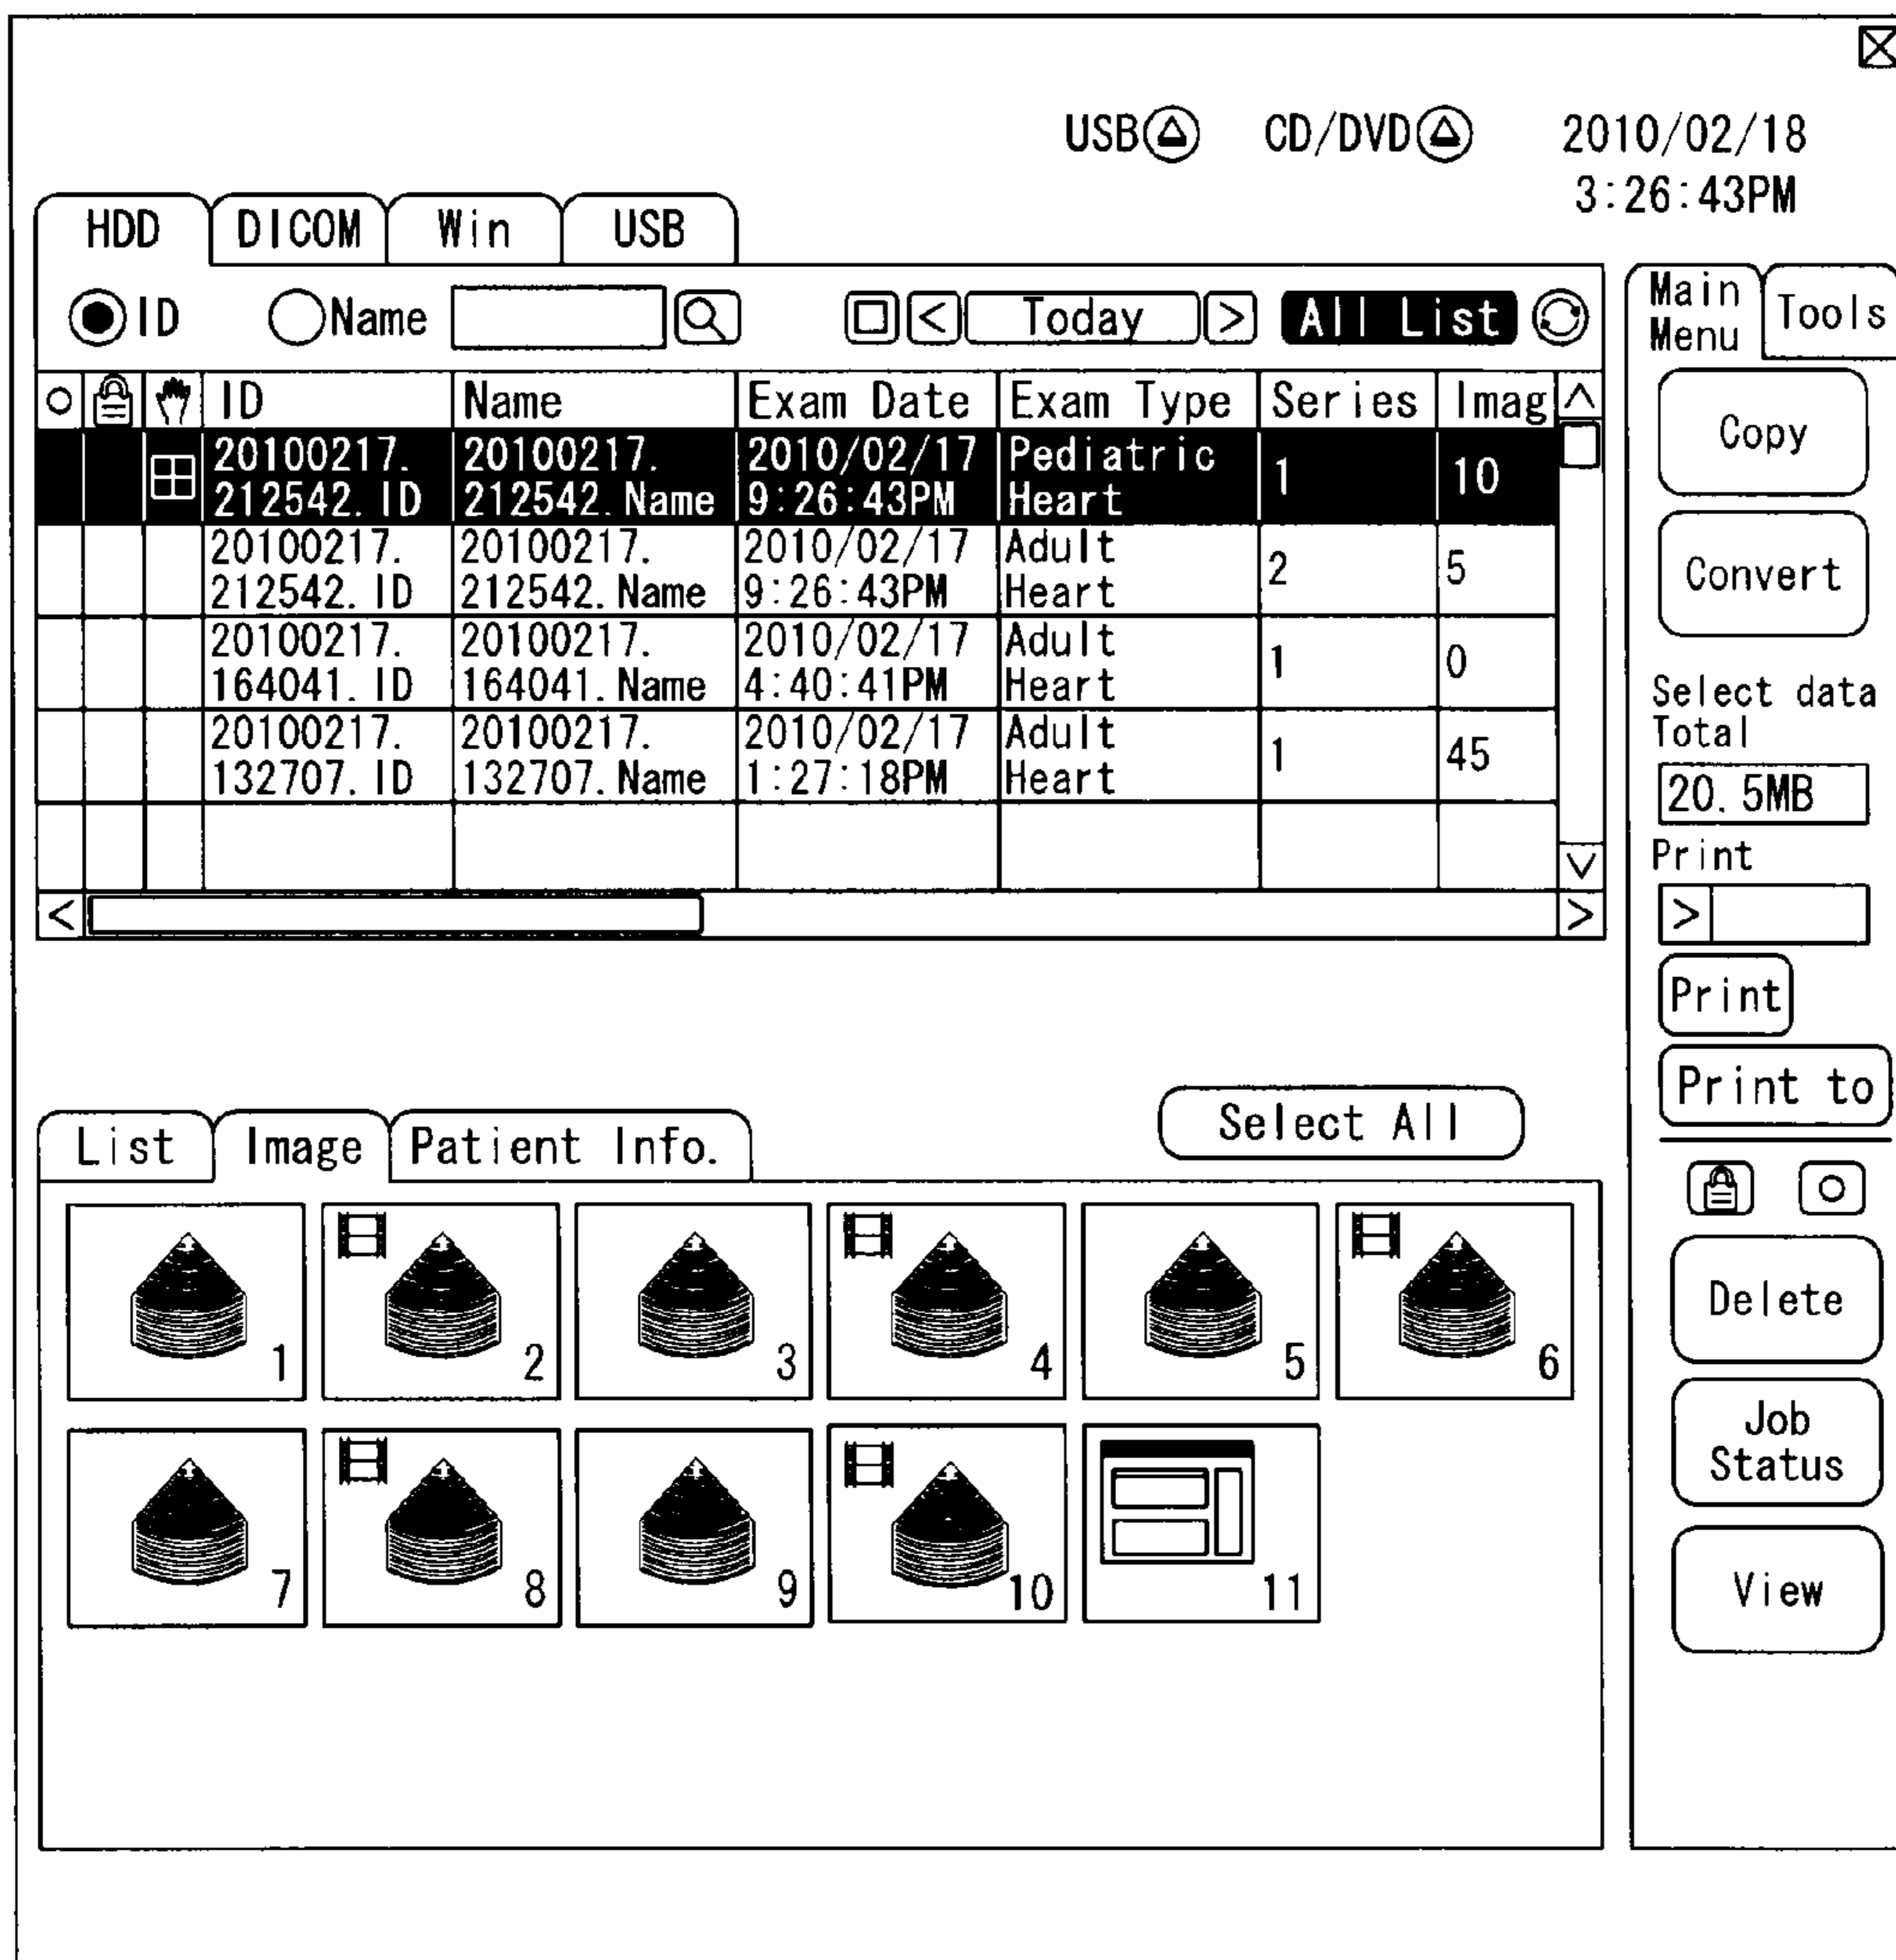 USB CD/DVD 2010/02/18
3:26:43PM
HDD DICOM Win USB
ID Name < Today > All List
Main Menu Tools
ID Name Exam Date Exam Type Series Imag
20100217. 20100217. 2010/02/17 Pediatric
212542.ID 212542.Name 9:26:43PM Heart 1 10
20100217. 20100217. 2010/02/17 Adult
212542.ID 212542.Name 9:26:43PM Heart 2 5
20100217. 20100217. 2010/02/17 Adult
164041.ID 164041.Name 4:40:41PM Heart 1 0
20100217. 20100217. 2010/02/17 Adult
132707.ID 132707.Name 1:27:18PM Heart 1 45
Copy
Convert
Select data
Total
20.5MB
Print
>
Print
Print to
Select All
List Image Patient Info.
1 2 3 4 5 6
7 8 9 10 11
Delete
Job
Status
View